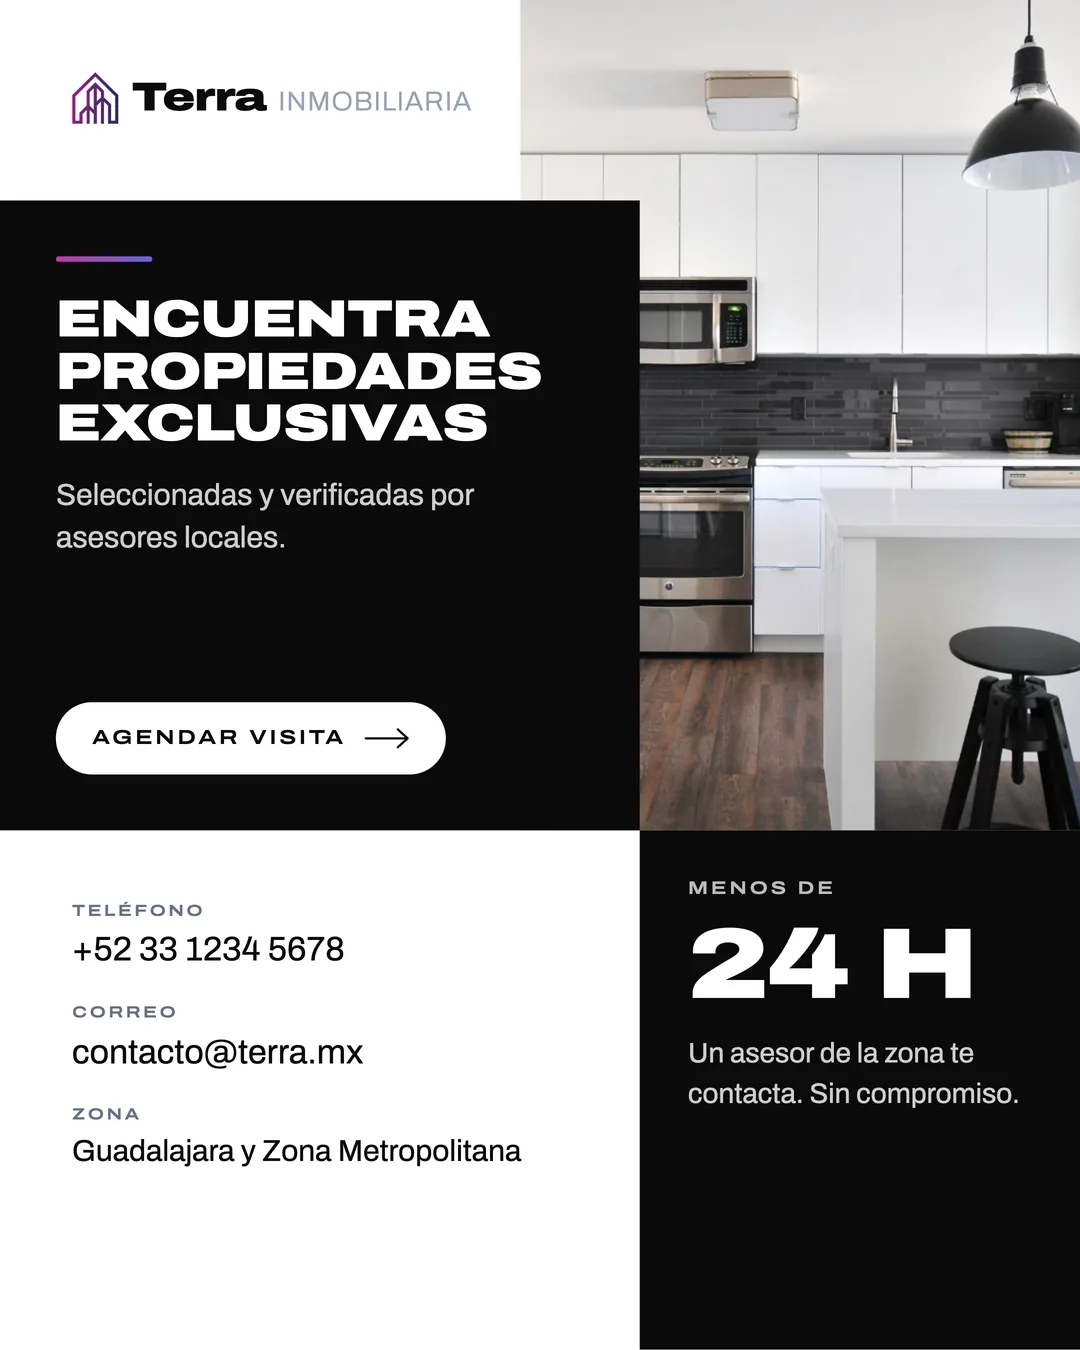 Terra INMOBILIARIA
ENCUENTRA
PROPIEDADES
EXCLUSIVAS
Seleccionadas y verificadas por
asesores locales.
AGENDAR VISITA
TELÉFONO
+52 33 1234 5678
CORREO
contacto@terra.mx
ZONA
Guadalajara y Zona Metropolitana
MENOS DE
24 H
Un asesor de la zona te
contacta. Sin compromiso.